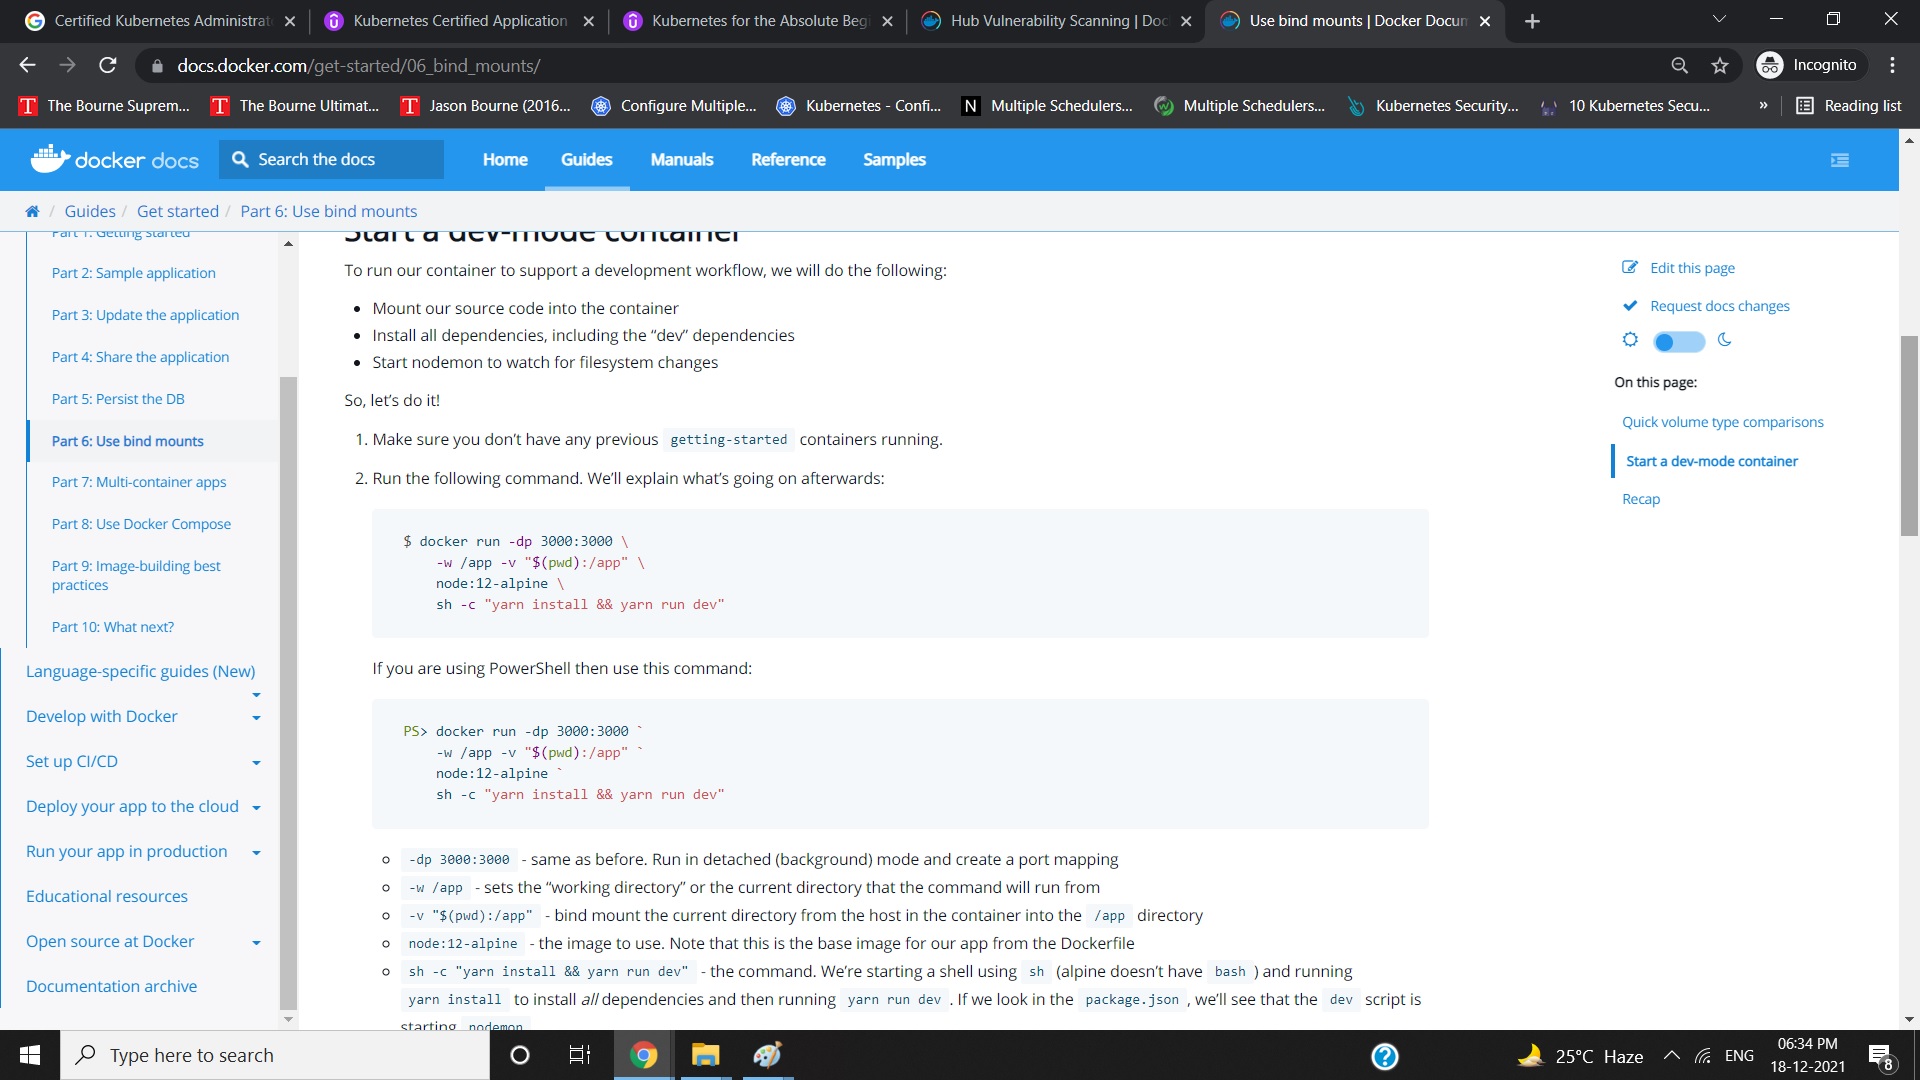 Certified Kubernetes Administrat
Kubernetes Certified Application
Kubernetes for the Absolute Begi
Hub Vulnerability Scanning | Doc
Use bind mounts | Docker Docum
docs.docker.com/get-started/06_bind_mounts/
Incognito
The Bourne Suprem...
The Bourne Ultimat...
Jason Bourne (2016...
Configure Multiple...
Kubernetes - Confi...
Multiple Schedulers...
Multiple Schedulers...
Kubernetes Security...
10 Kubernetes Secu...
»
Reading list
docker docs
Search the docs
Home
Guides
Manuals
Reference
Samples
/ Guides / Get started / Part 6: Use bind mounts
Part 1: Getting started
Part 2: Sample application
Part 3: Update the application
Part 4: Share the application
Part 5: Persist the DB
Part 6: Use bind mounts
Part 7: Multi-container apps
Part 8: Use Docker Compose
Part 9: Image-building best
practices
Part 10: What next?
Language-specific guides (New)
Develop with Docker
Set up CI/CD
Deploy your app to the cloud
Run your app in production
Educational resources
Open source at Docker
Documentation archive
Start a dev-mode container
To run our container to support a development workflow, we will do the following:
• Mount our source code into the container
• Install all dependencies, including the “dev” dependencies
• Start nodemon to watch for filesystem changes
So, let’s do it!
1. Make sure you don’t have any previous getting-started containers running.
2. Run the following command. We’ll explain what’s going on afterwards:
$ docker run -dp 3000:3000 \
-w /app -v "$(pwd):/app" \
node:12-alpine \
sh -c "yarn install && yarn run dev"
If you are using PowerShell then use this command:
PS> docker run -dp 3000:3000 `
-w /app -v "$(pwd):/app" `
node:12-alpine `
sh -c "yarn install && yarn run dev"
-dp 3000:3000 - same as before. Run in detached (background) mode and create a port mapping
-w /app - sets the “working directory” or the current directory that the command will run from
-v "$(pwd):/app" - bind mount the current directory from the host in the container into the /app directory
node:12-alpine - the image to use. Note that this is the base image for our app from the Dockerfile
sh -c "yarn install && yarn run dev" - the command. We’re starting a shell using sh (alpine doesn’t have bash ) and running
yarn install to install all dependencies and then running yarn run dev . If we look in the package.json , we’ll see that the dev script is
starting nodemon
Edit this page
Request docs changes
On this page:
Quick volume type comparisons
Start a dev-mode container
Recap
Type here to search
25°C Haze
ENG
06:34 PM
18-12-2021
8